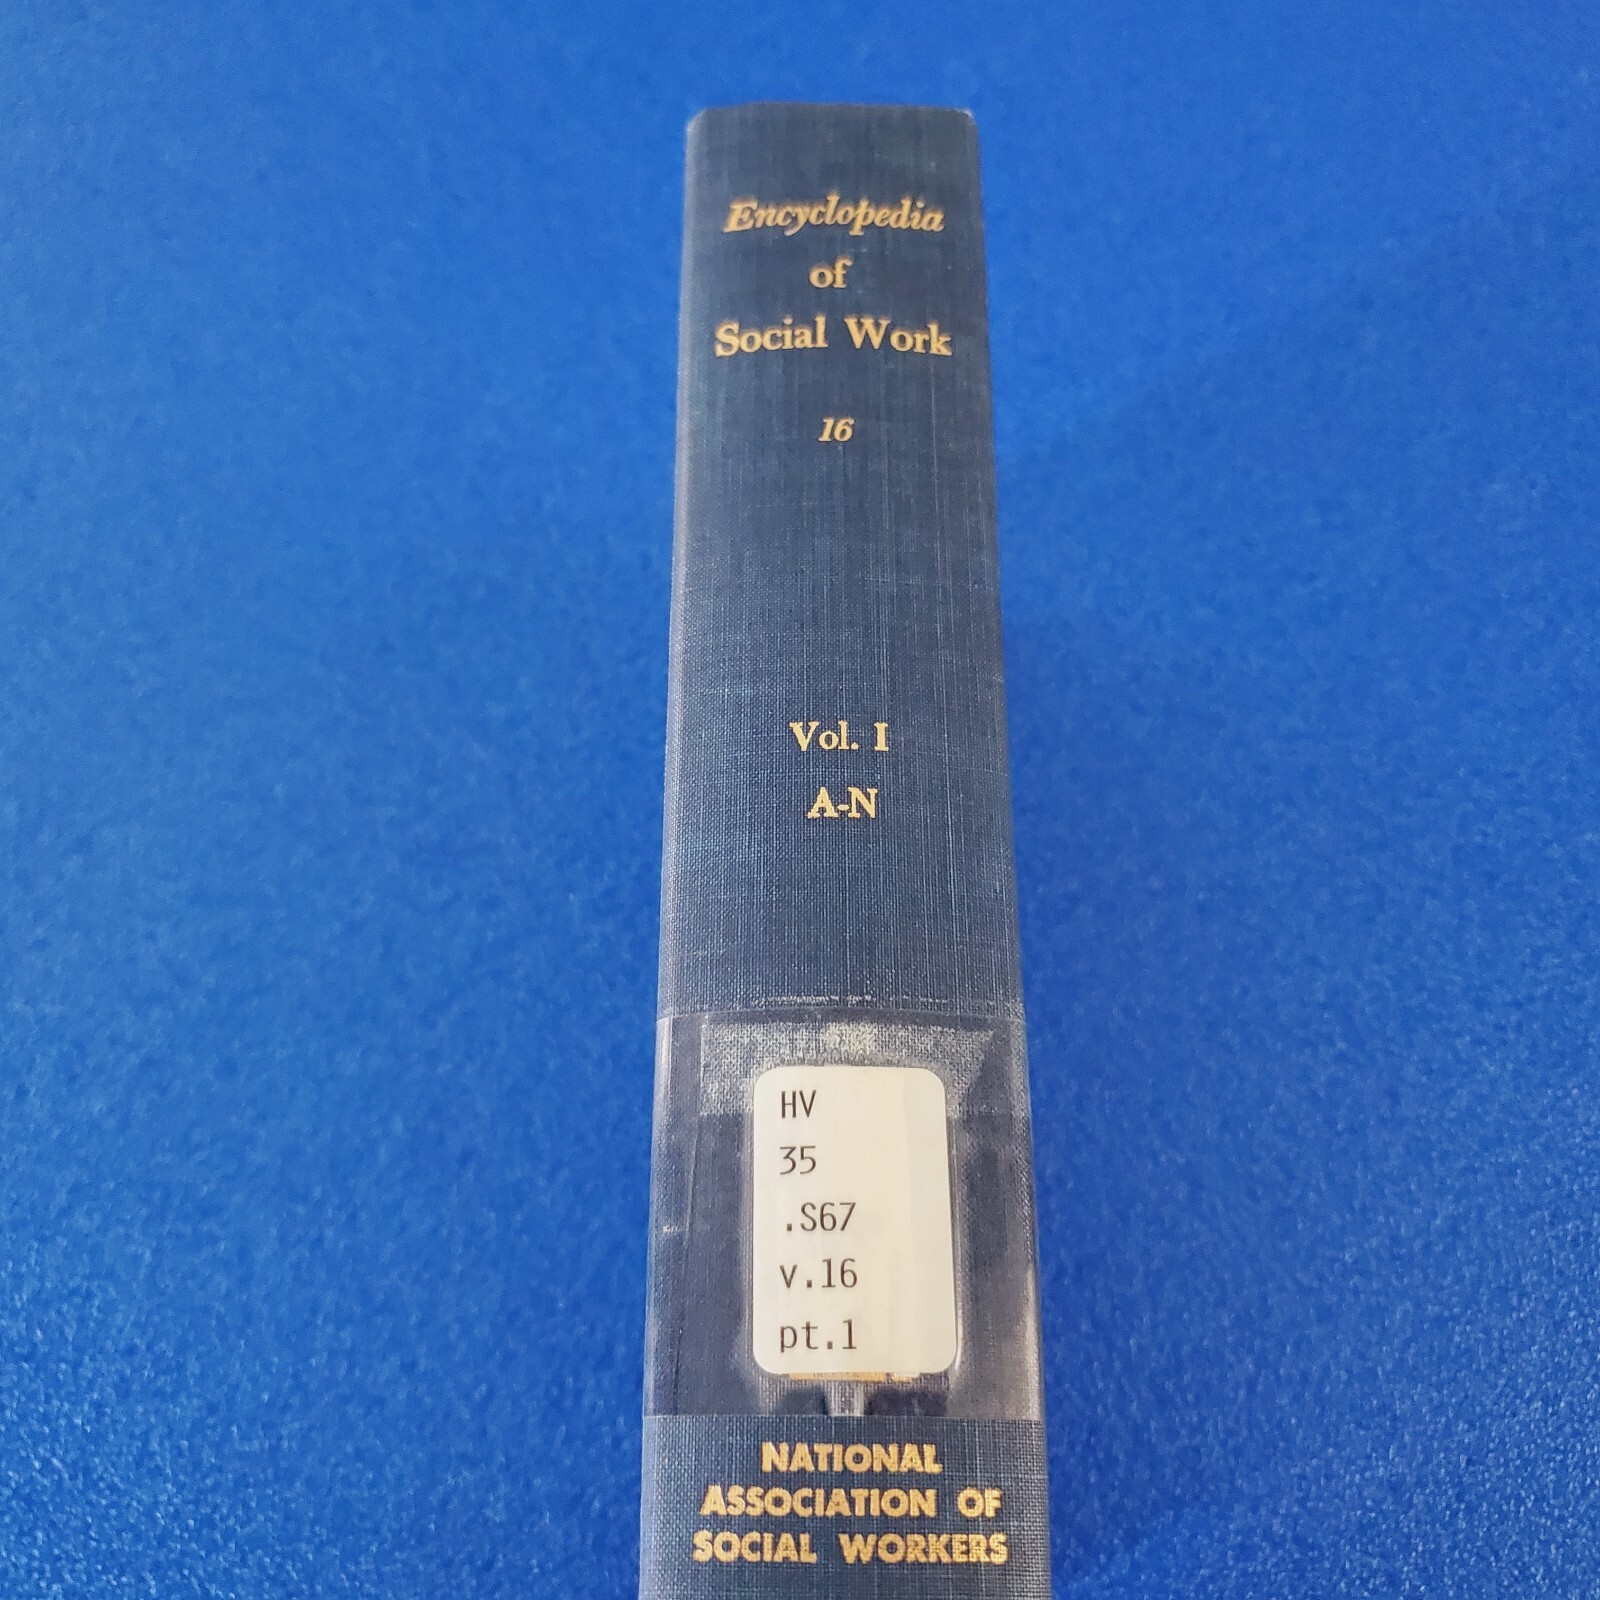 Encyclopedia
of
Social Work
16
Vol. I
A-N
HV
35
.S67
v.16
pt.1
NATIONAL
ASSOCIATION OF
SOCIAL WORKERS